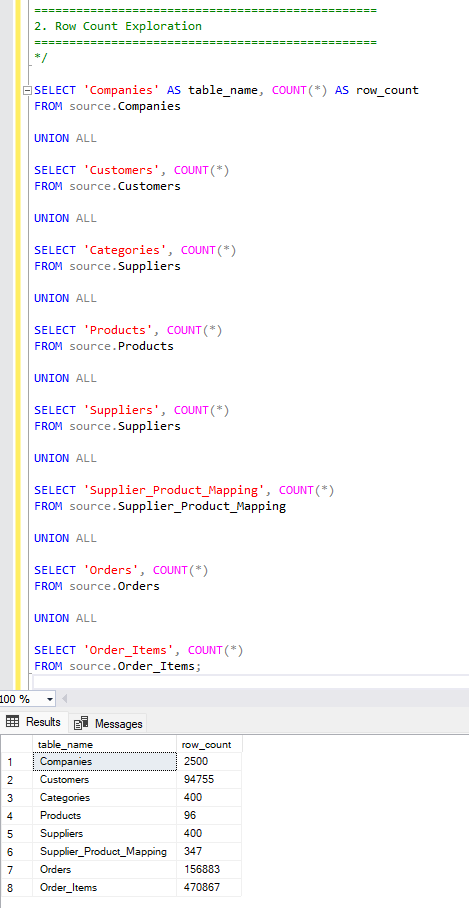 =================================================
2. Row Count Exploration
=================================================
*/
SELECT 'Companies' AS table_name, COUNT(*) AS row_count
FROM source.Companies
UNION ALL
SELECT 'Customers', COUNT(*)
FROM source.Customers
UNION ALL
SELECT 'Categories', COUNT(*)
FROM source.Suppliers
UNION ALL
SELECT 'Products', COUNT(*)
FROM source.Products
UNION ALL
SELECT 'Suppliers', COUNT(*)
FROM source.Suppliers
UNION ALL
SELECT 'Supplier_Product_Mapping', COUNT(*)
FROM source.Supplier_Product_Mapping
UNION ALL
SELECT 'Orders', COUNT(*)
FROM source.Orders
UNION ALL
SELECT 'Order_Items', COUNT(*)
FROM source.Order_Items;
100 %
Results Messages
table_name row_count
1 Companies 2500
2 Customers 94755
3 Categories 400
4 Products 96
5 Suppliers 400
6 Supplier_Product_Mapping 347
7 Orders 156883
8 Order_Items 470867